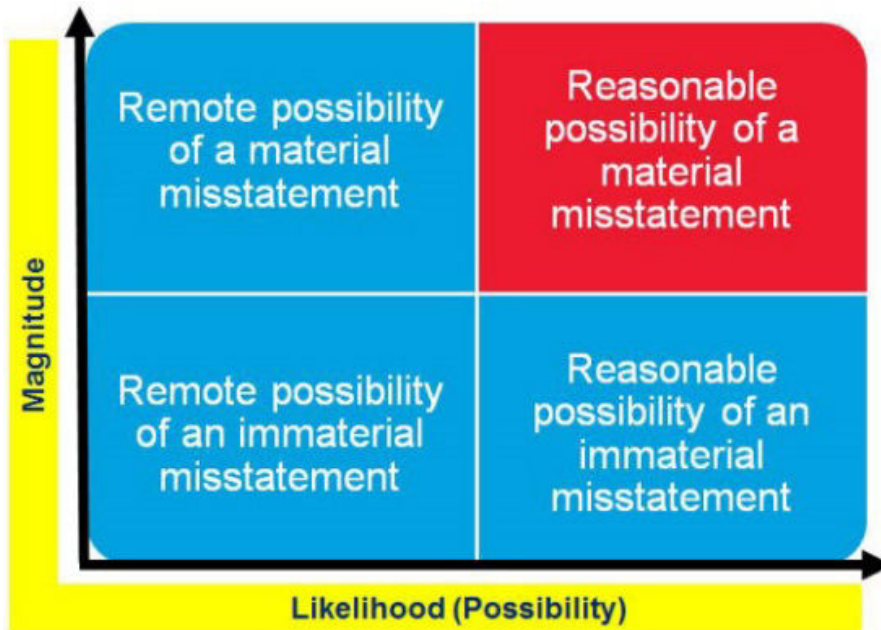 Remote possibility
of a material
misstatement
Reasonable
possibility of a
material
misstatement
Magnitude
Remote possibility
of an immaterial
misstatement
Reasonable
possibility of an
immaterial
misstatement
Likelihood (Possibility)